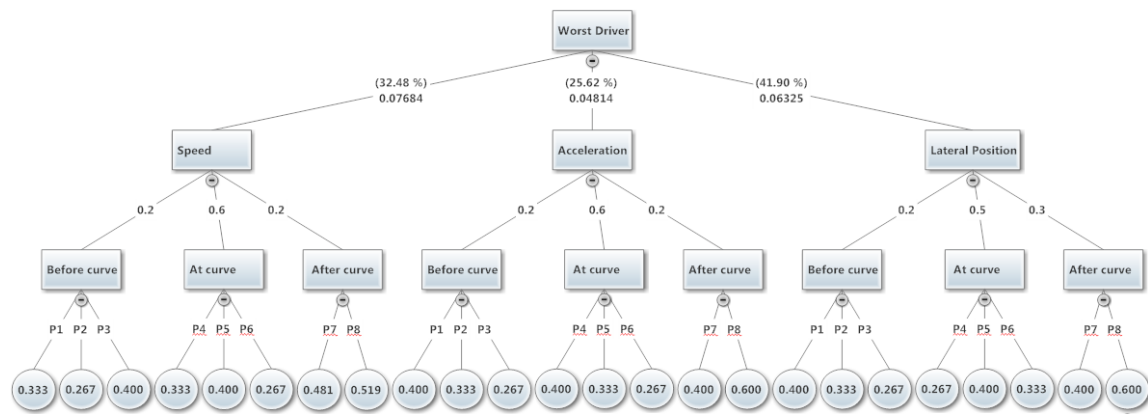 Worst Driver
(32.48 %) (25.62 %) (41.90 %)
0.07684 0.04814 0.06325
Speed Acceleration Lateral Position
0.2 0.6 0.2 0.2 0.6 0.2 0.2 0.5 0.3
Before curve At curve After curve Before curve At curve After curve Before curve At curve After curve
P1 P2 P3 P4 P5 P6 P7 P8 P1 P2 P3 P4 P5 P6 P7 P8 P1 P2 P3 P4 P5 P6 P7 P8
0.333 0.267 0.400 0.333 0.400 0.267 0.481 0.519 0.400 0.333 0.267 0.400 0.333 0.267 0.400 0.600 0.400 0.333 0.267 0.267 0.400 0.333 0.400 0.600